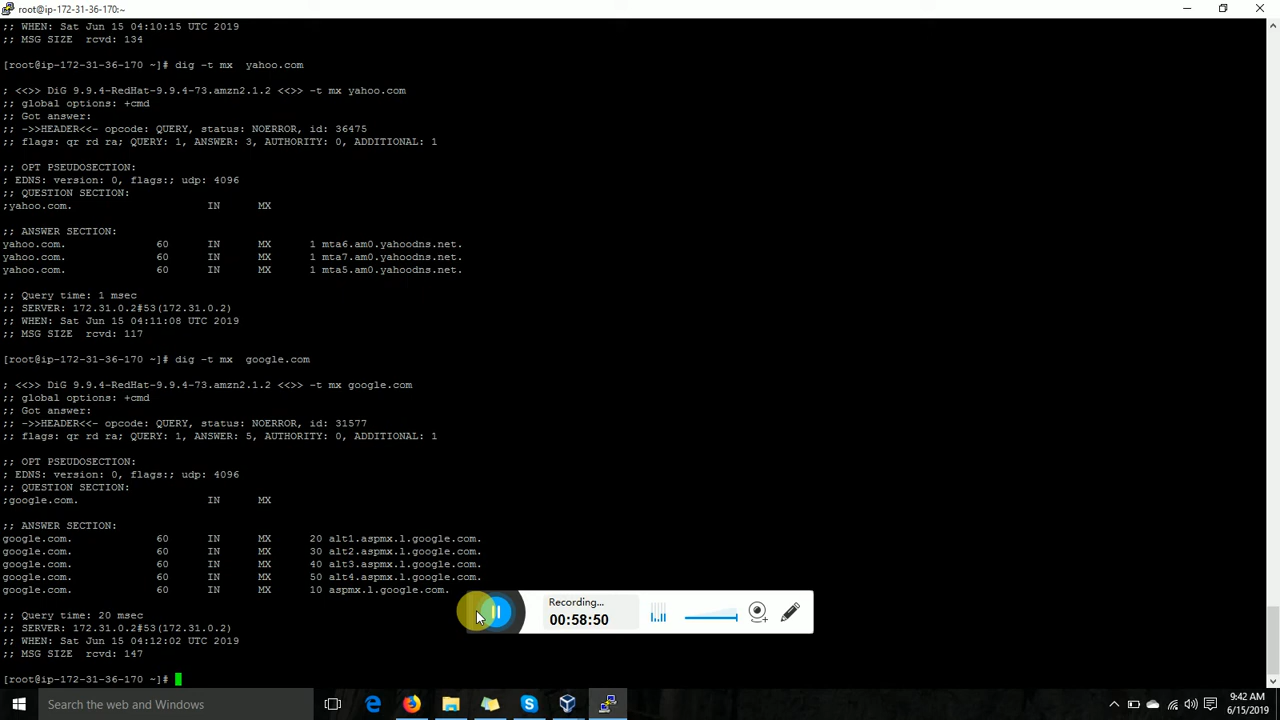 root@ip-172-31-36-170:~
;; WHEN: Sat Jun 15 04:10:15 UTC 2019
;; MSG SIZE  rcvd: 134
[root@ip-172-31-36-170 ~]# dig -t mx  yahoo.com
; <<>> DiG 9.9.4-RedHat-9.9.4-73.amzn2.1.2 <<>> -t mx yahoo.com
;; global options: +cmd
;; Got answer:
;; ->>HEADER<<- opcode: QUERY, status: NOERROR, id: 36475
;; flags: qr rd ra; QUERY: 1, ANSWER: 3, AUTHORITY: 0, ADDITIONAL: 1
;; OPT PSEUDOSECTION:
; EDNS: version: 0, flags:; udp: 4096
;; QUESTION SECTION:
;yahoo.com.                     IN      MX
;; ANSWER SECTION:
yahoo.com.              60      IN      MX      1 mta6.am0.yahoodns.net.
yahoo.com.              60      IN      MX      1 mta7.am0.yahoodns.net.
yahoo.com.              60      IN      MX      1 mta5.am0.yahoodns.net.
;; Query time: 1 msec
;; SERVER: 172.31.0.2#53(172.31.0.2)
;; WHEN: Sat Jun 15 04:11:08 UTC 2019
;; MSG SIZE  rcvd: 117
[root@ip-172-31-36-170 ~]# dig -t mx  google.com
; <<>> DiG 9.9.4-RedHat-9.9.4-73.amzn2.1.2 <<>> -t mx google.com
;; global options: +cmd
;; Got answer:
;; ->>HEADER<<- opcode: QUERY, status: NOERROR, id: 31577
;; flags: qr rd ra; QUERY: 1, ANSWER: 5, AUTHORITY: 0, ADDITIONAL: 1
;; OPT PSEUDOSECTION:
; EDNS: version: 0, flags:; udp: 4096
;; QUESTION SECTION:
;google.com.                    IN      MX
;; ANSWER SECTION:
google.com.             60      IN      MX      20 alt1.aspmx.l.google.com.
google.com.             60      IN      MX      30 alt2.aspmx.l.google.com.
google.com.             60      IN      MX      40 alt3.aspmx.l.google.com.
google.com.             60      IN      MX      50 alt4.aspmx.l.google.com.
google.com.             60      IN      MX      10 aspmx.l.google.com.
;; Query time: 20 msec
;; SERVER: 172.31.0.2#53(172.31.0.2)
;; WHEN: Sat Jun 15 04:12:02 UTC 2019
;; MSG SIZE  rcvd: 147
[root@ip-172-31-36-170 ~]#
Recording...
00:58:50
Search the web and Windows
9:42 AM
6/15/2019